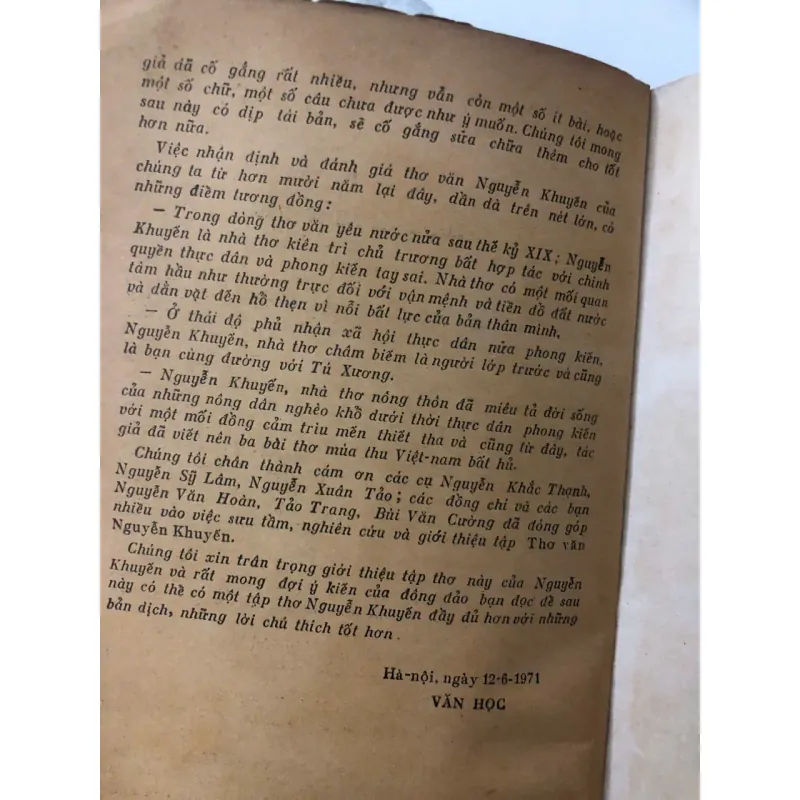 giả đã cố gắng rất nhiều, nhưng vẫn còn một số ít bài, hoặc
một số chữ, một số câu chưa được như ý muốn. Chúng tôi mong
sau này có dịp tái bản, sẽ cố gắng sửa chữa thêm cho tốt
hơn nữa.
Việc nhận định và đánh giá thơ văn Nguyễn Khuyến của
chúng ta từ hơn mười năm lại đây, dần dà trên nét lớn, có
những điểm tương đồng :
— Trong dòng thơ văn yêu nước nửa sau thế kỷ XIX ; Nguyễn
Khuyến là nhà thơ kiên trì chủ trương bất hợp tác với chính
quyền thực dân và phong kiến tay sai. Nhà thơ có một mối quan
tâm hầu như thường trực đối với vận mệnh và tiền đồ đất nước
và dằn vặt đến hổ thẹn vì nỗi bất lực của bản thân mình.
— Ở thái độ phủ nhận xã hội thực dân nửa phong kiến,
Nguyễn Khuyến, nhà thơ châm biếm là người lớp trước và cũng
là bạn cùng đường với Tú Xương.
— Nguyễn Khuyến, nhà thơ nông thôn đã miêu tả đời sống
của những nông dân nghèo khổ dưới thời thực dân phong kiến
với một mối đồng cảm trìu mến thiết tha và cũng từ đây, tác
giả đã viết nên ba bài thơ mùa thu Việt-nam bất hủ.
Chúng tôi chân thành cám ơn các cụ Nguyễn Khắc Thạnh,
Nguyễn Sỹ Lâm, Nguyễn Xuân Tảo ; các đồng chí và các bạn
Nguyễn Văn Hoàn, Tảo Trang, Bùi Văn Cường đã đóng góp
nhiều vào việc sưu tầm, nghiên cứu và giới thiệu tập Thơ văn
Nguyễn Khuyến.
Chúng tôi xin trân trọng giới thiệu tập thơ này của Nguyễn
Khuyến và rất mong đợi ý kiến của đông đảo bạn đọc để sau
này có thể có một tập thơ Nguyễn Khuyến đầy đủ hơn với những
bản dịch, những lời chú thích tốt hơn.
Hà-nội, ngày 12-6-1971
VĂN HỌC